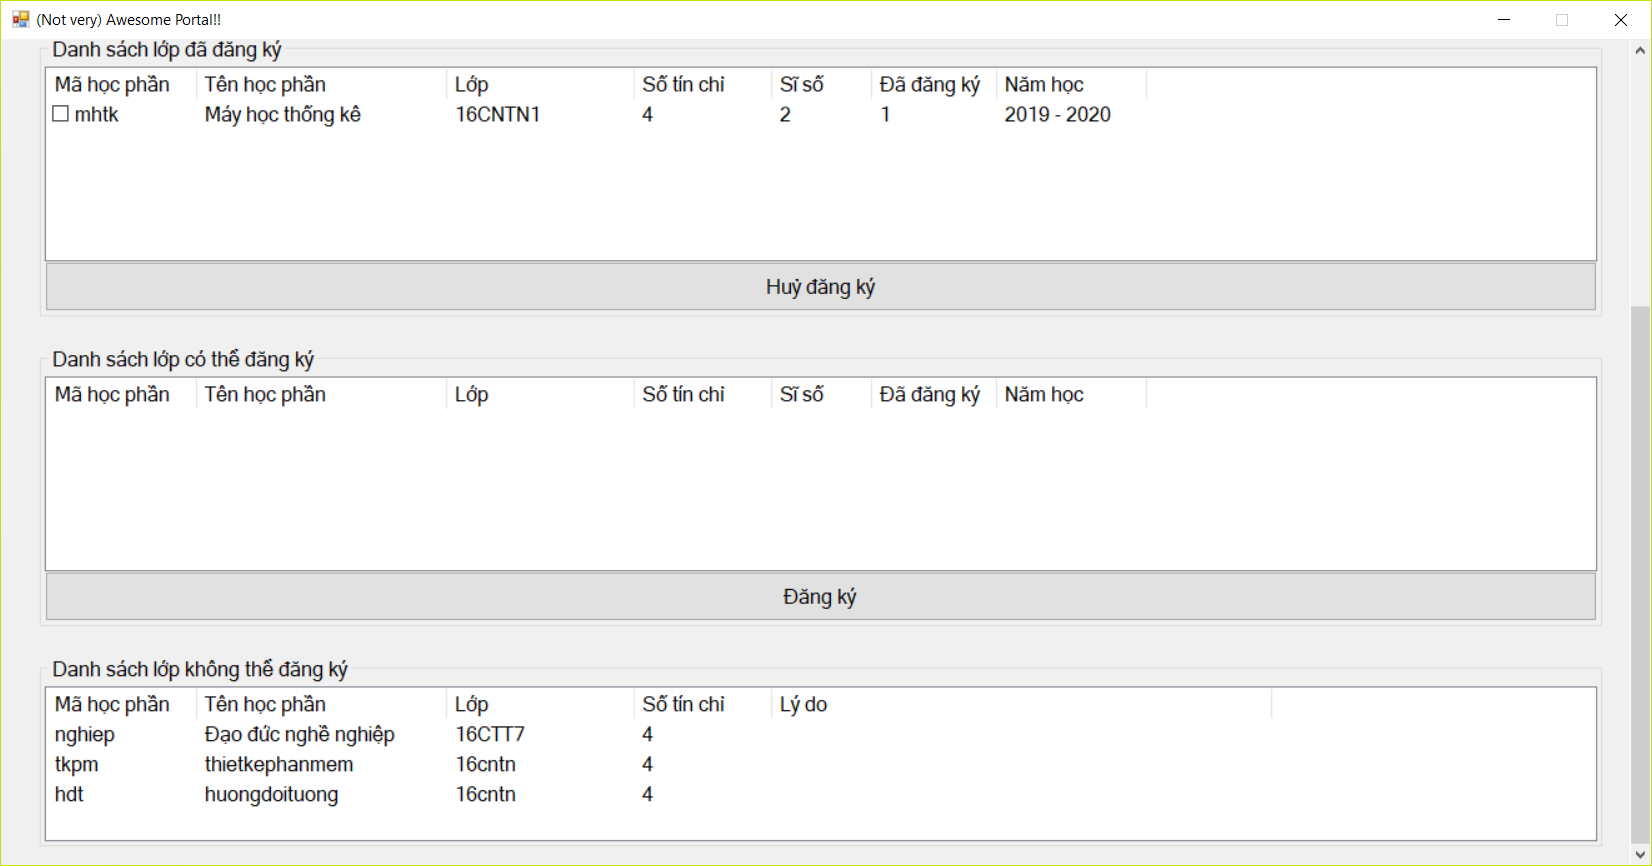 (Not very) Awesome Portal!!
Danh sách lớp đã đăng ký
Mã học phần Tên học phần Lớp Số tín chỉ Sĩ số Đã đăng ký Năm học
mhtk Máy học thống kê 16CNTN1 4 2 1 2019 - 2020
Huỷ đăng ký
Danh sách lớp có thể đăng ký
Mã học phần Tên học phần Lớp Số tín chỉ Sĩ số Đã đăng ký Năm học
Đăng ký
Danh sách lớp không thể đăng ký
Mã học phần Tên học phần Lớp Số tín chỉ Lý do
nghiep Đạo đức nghề nghiệp 16CTT7 4
tkpm thietkephanmem 16cntn 4
hdt huongdoituong 16cntn 4